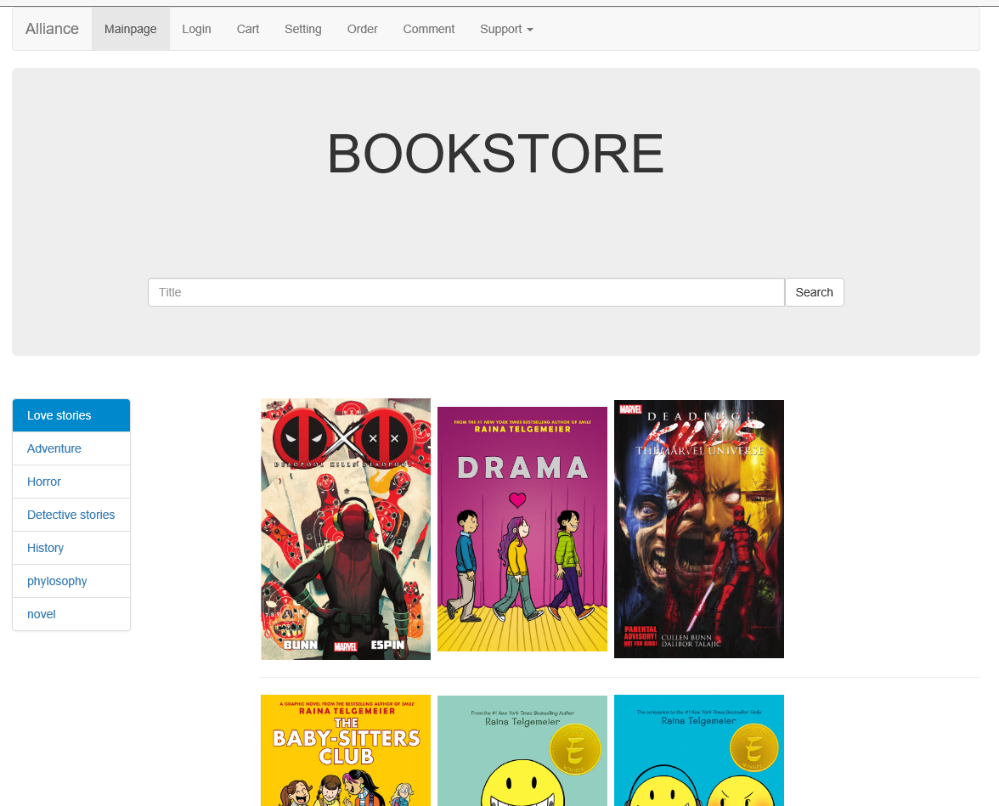 Alliance Mainpage Login Cart Setting Order Comment Support
BOOKSTORE
Title Search
Love stories
Adventure
Horror
Detective stories
History
phylosophy
novel
DEADPOOL KILLS DEADPOOL
BUNN MARVEL ESPIN
FROM THE #1 NEW YORK TIMES BESTSELLING AUTHOR OF SMILE
RAINA TELGEMEIER
DRAMA
MARVEL
DEADPOOL
KILLS
THE MARVEL UNIVERSE
PARENTAL
ADVISORY!
NOT FOR KIDS!
CULLEN BUNN
DALIBOR TALAJIC
A GRAPHIC NOVEL FROM THE BESTSELLING AUTHOR OF SMILE
RAINA TELGEMEIER
THE
BABY-SITTERS
CLUB
From the #1 New York Times Bestselling Author
Raina Telgemeier
E
WINNER
The companion to the #1 New York Times Bestseller Smile
Raina Telgemeier
E
WINNER